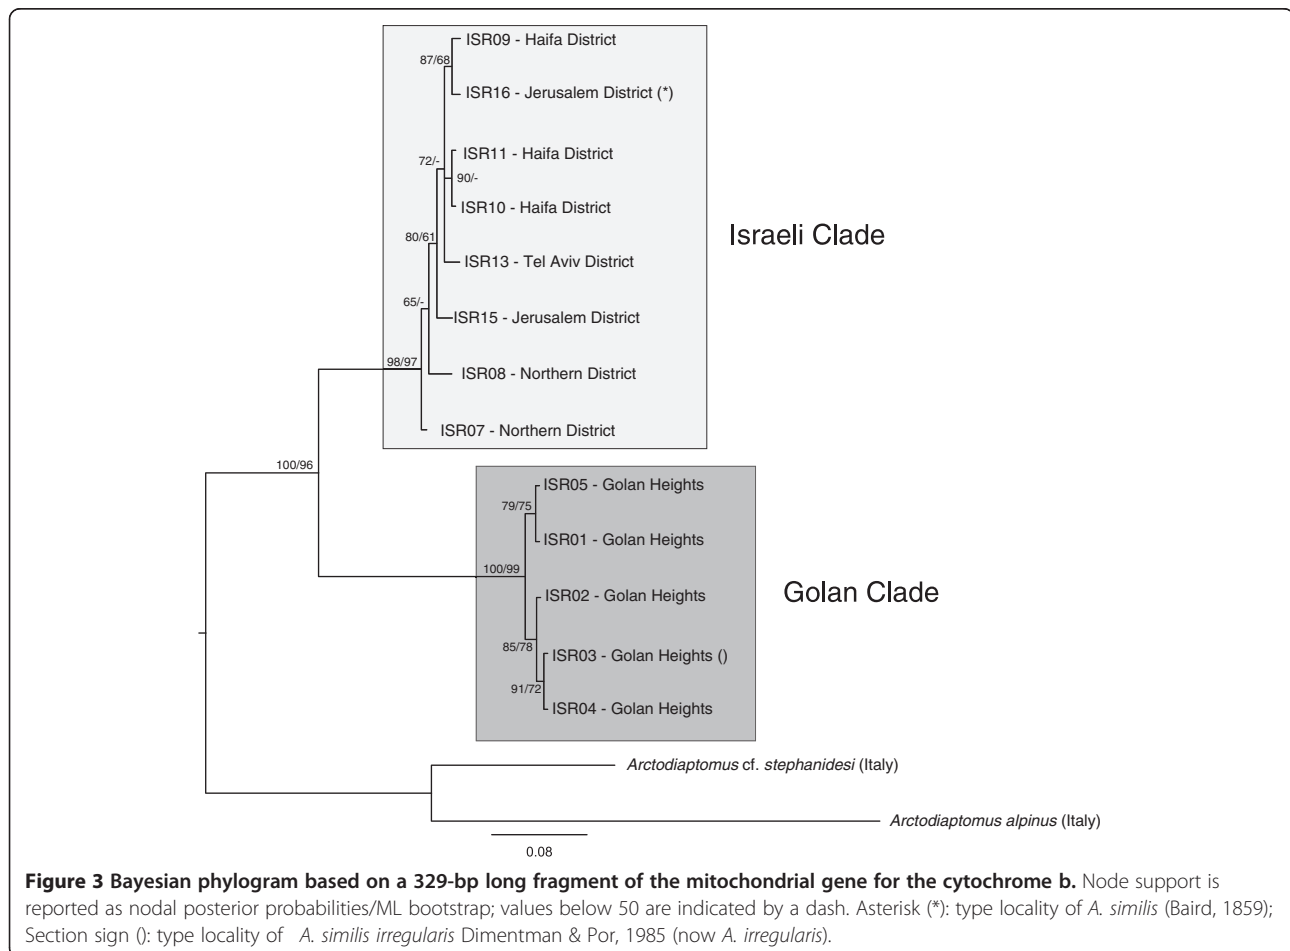 ISR09 - Haifa District
87/68
ISR16 - Jerusalem District (*)
ISR11 - Haifa District
72/-
90/-
ISR10 - Haifa District
Israeli Clade
80/61
ISR13 - Tel Aviv District
65/-
ISR15 - Jerusalem District
98/97
ISR08 - Northern District
ISR07 - Northern District
100/96
ISR05 - Golan Heights
79/75
ISR01 - Golan Heights
100/99
Golan Clade
ISR02 - Golan Heights
85/78
ISR03 - Golan Heights ()
91/72
ISR04 - Golan Heights
Arctodiaptomus cf. stephanidesi (Italy)
Arctodiaptomus alpinus (Italy)
0.08
Figure 3 Bayesian phylogram based on a 329-bp long fragment of the mitochondrial gene for the cytochrome b. Node support is
reported as nodal posterior probabilities/ML bootstrap; values below 50 are indicated by a dash. Asterisk (*): type locality of A. similis (Baird, 1859);
Section sign (): type locality of A. similis irregularis Dimentman & Por, 1985 (now A. irregularis).